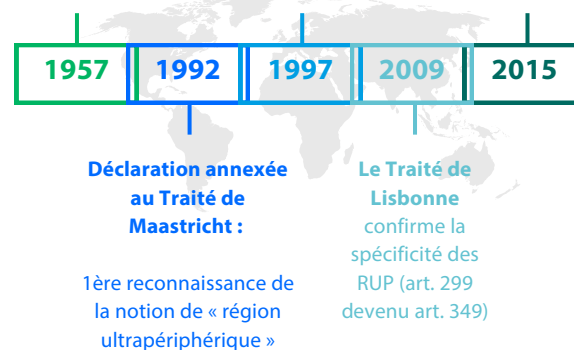 1957 1992 1997 2009 2015
Déclaration annexée
au Traité de
Maastricht :
1ère reconnaissance de
la notion de « région
ultrapériphérique »
Le Traité de
Lisbonne
confirme la
spécificité des
RUP (art. 299
devenu art. 349)